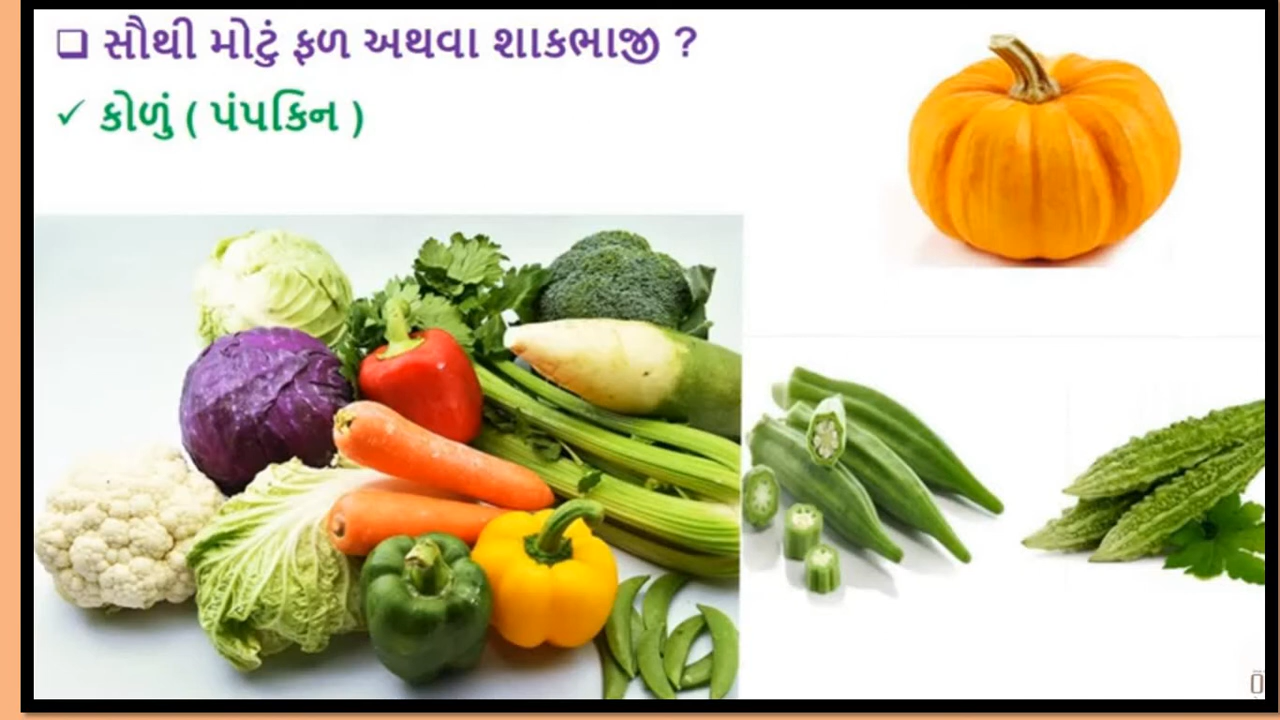 ❑ સૌથી મોટું ફળ અથવા શાકભાજી ?
✓ કોળું ( પંપકિન )